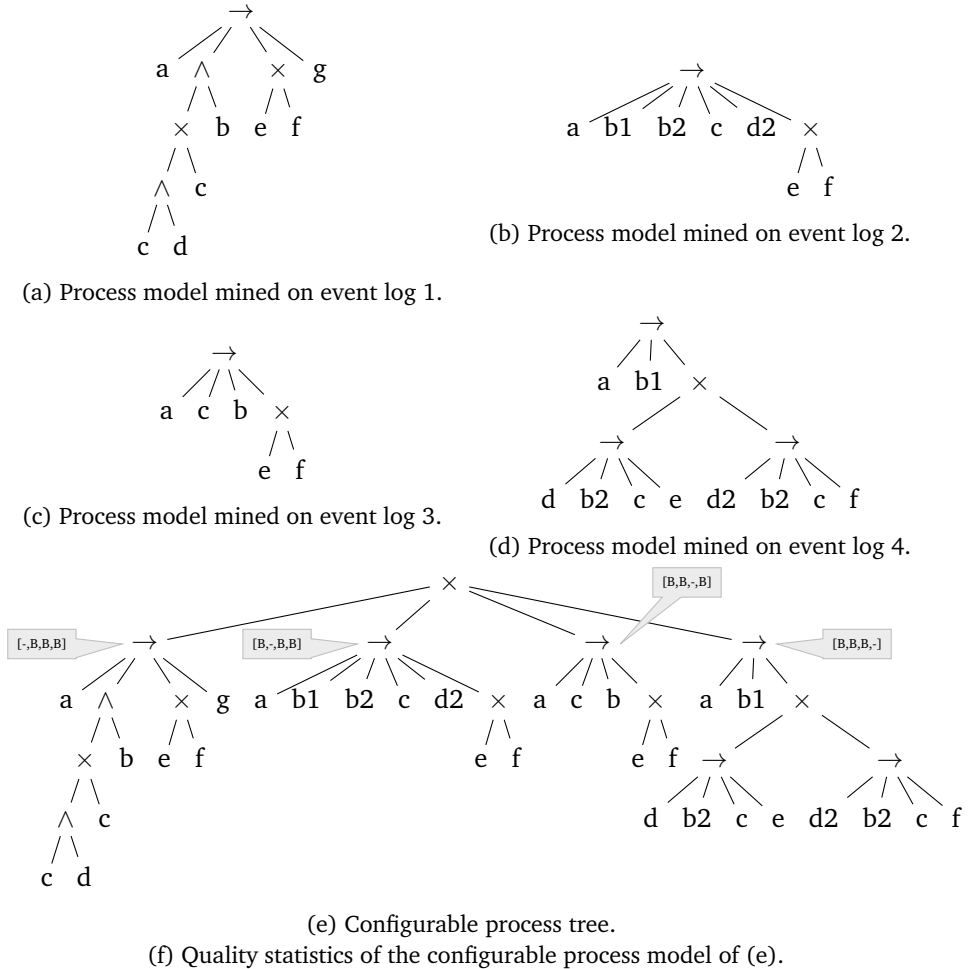 →
a ∧ × g
× b e f
∧ c
c d
(a) Process model mined on event log 1.
→
a b1 b2 c d2 ×
e f
(b) Process model mined on event log 2.
→
a c b ×
e f
(c) Process model mined on event log 3.
→
a b1 ×
→ →
d b2 c e d2 b2 c f
(d) Process model mined on event log 4.
×
[B,B,-,B]
[-,B,B,B] → [B,-,B,B] → → → [B,B,B,-]
a ∧ × g a b1 b2 c d2 × a c b × a b1 ×
× b e f e f e f → →
∧ c d b2 c e d2 b2 c f
c d
(e) Configurable process tree.
(f) Quality statistics of the configurable process model of (e).